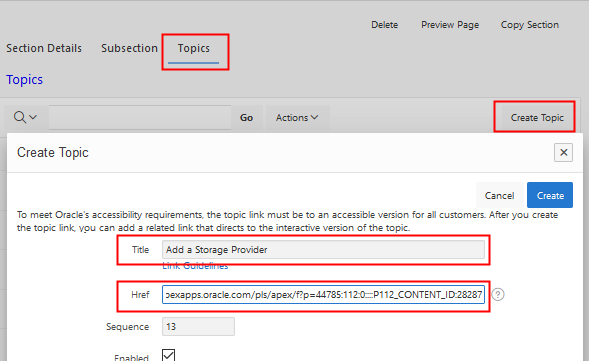 Delete Preview Page Copy Section
Section Details Subsection Topics
Topics
Go Actions Create Topic
Create Topic
Cancel Create
To meet Oracle's accessibility requirements, the topic link must be to an accessible version for all customers. After you create
the topic link, you can add a related link that directs to the interactive version of the topic.
Title Add a Storage Provider
Link Guidelines
Href pexapps.oracle.com/pls/apex/f?p=44785:112:0::::P112_CONTENT_ID:28287
Sequence 13
Enabled